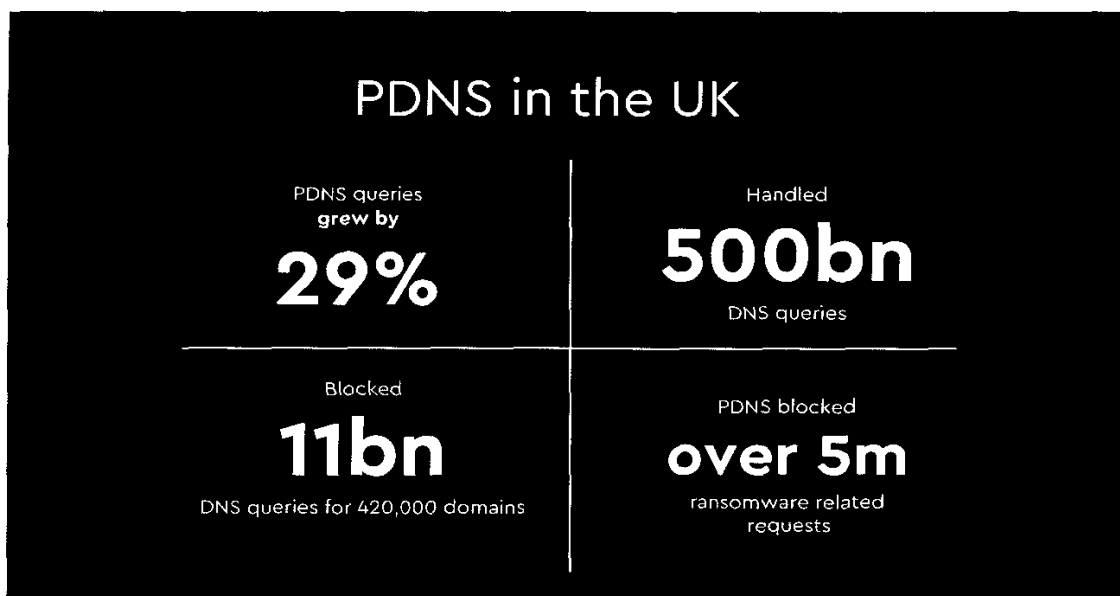 PDNS in the UK
PDNS queries
grew by
29%
Handled
500bn
DNS queries
Blocked
11bn
DNS queries for 420,000 domains
PDNS blocked
over 5m
ransomware related
requests